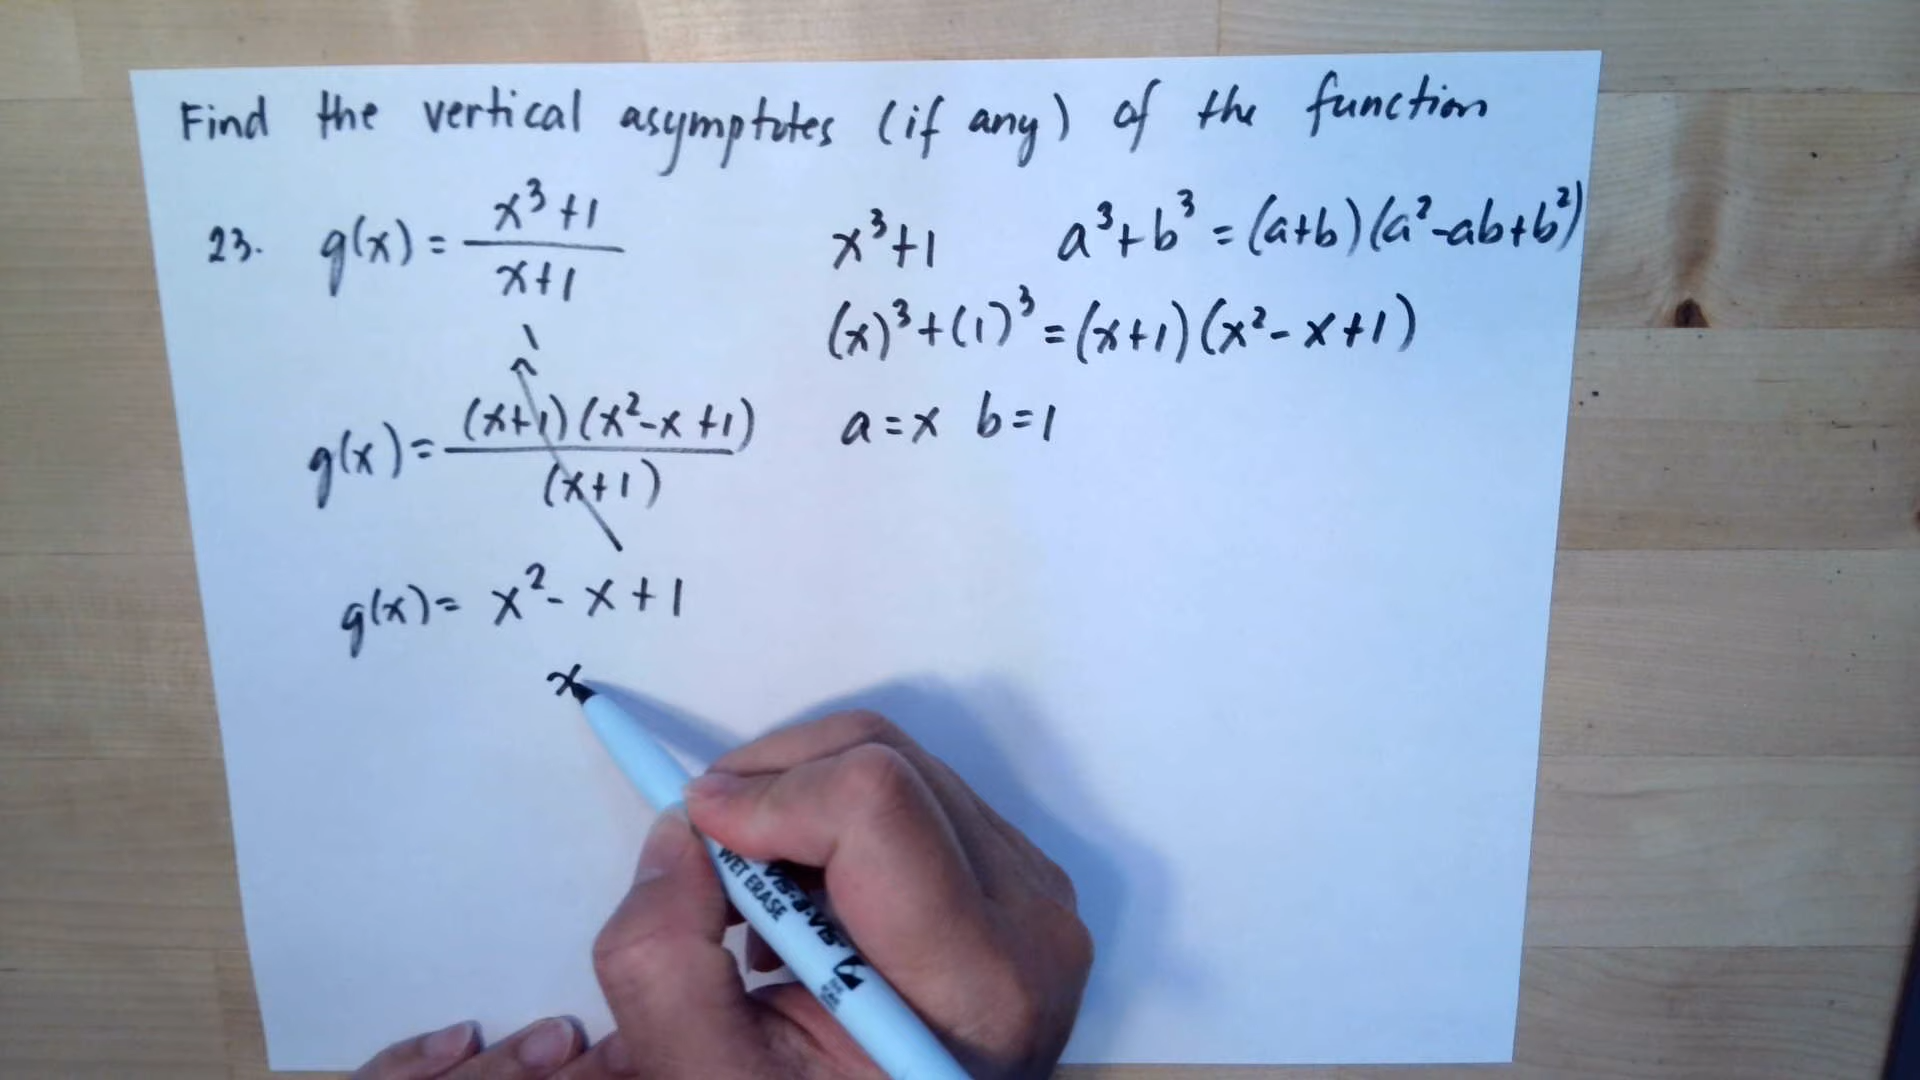 Find the vertical asymptotes (if any) of the function
23. g(x) = x³+1 / x+1
x³+1 a³+b³ = (a+b)(a²-ab+b²)
(x)³+(1)³ = (x+1)(x²-x+1)
1
g(x) = (x+1)(x²-x+1) / (x+1)
a=x b=1
g(x) = x²-x+1
x
VIS-à-VIS
WET ERASE